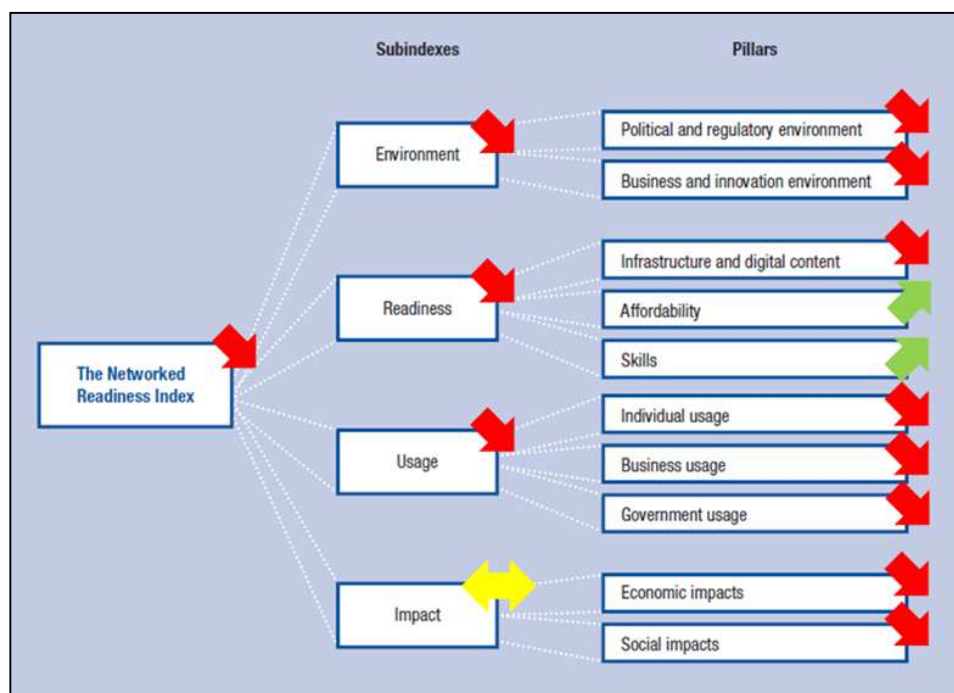 Subindexes
Pillars
Environment
Political and regulatory environment
Business and innovation environment
Readiness
Infrastructure and digital content
Affordability
Skills
The Networked
Readiness Index
Usage
Individual usage
Business usage
Government usage
Impact
Economic impacts
Social impacts